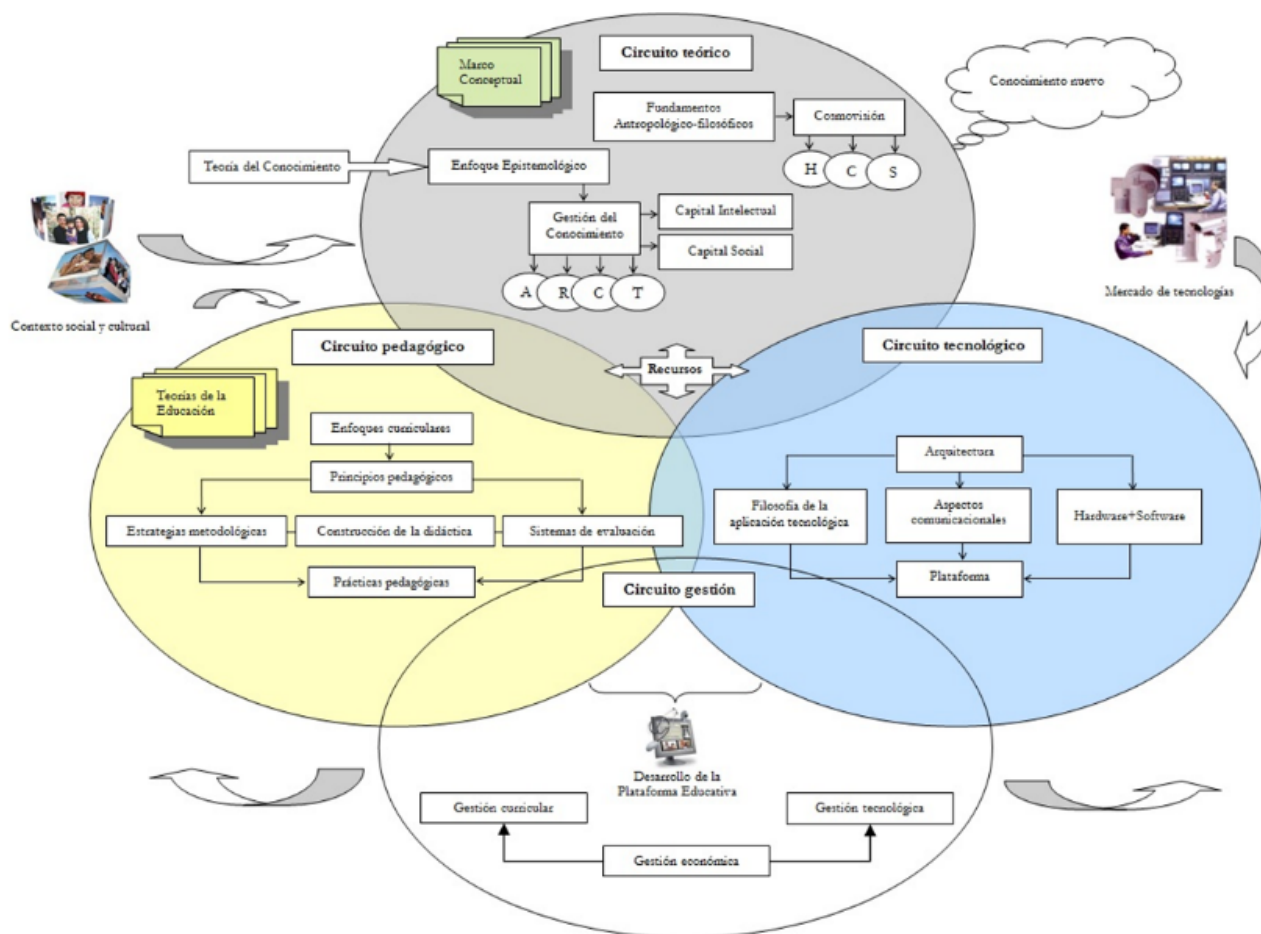 Circuito teórico
Marco
Conceptual
Conocimiento nuevo
Fundamentos
Antropológico-filosóficos
Cosmovisión
H
C
S
Teoría del Conocimiento
Enfoque Epistemológico
Gestión del
Conocimiento
Capital Intelectual
Capital Social
A
R
C
T
Contexto social y cultural
Mercado de tecnologías
Circuito pedagógico
Recursos
Circuito tecnológico
Teorías de la
Educación
Enfoques curriculares
Principios pedagógicos
Estrategias metodológicas
Construcción de la didáctica
Sistemas de evaluación
Prácticas pedagógicas
Arquitectura
Filosofía de la
aplicación tecnológica
Aspectos
comunicacionales
Hardware+Software
Plataforma
Circuito gestión
Desarrollo de la
Plataforma Educativa
Gestión curricular
Gestión tecnológica
Gestión económica